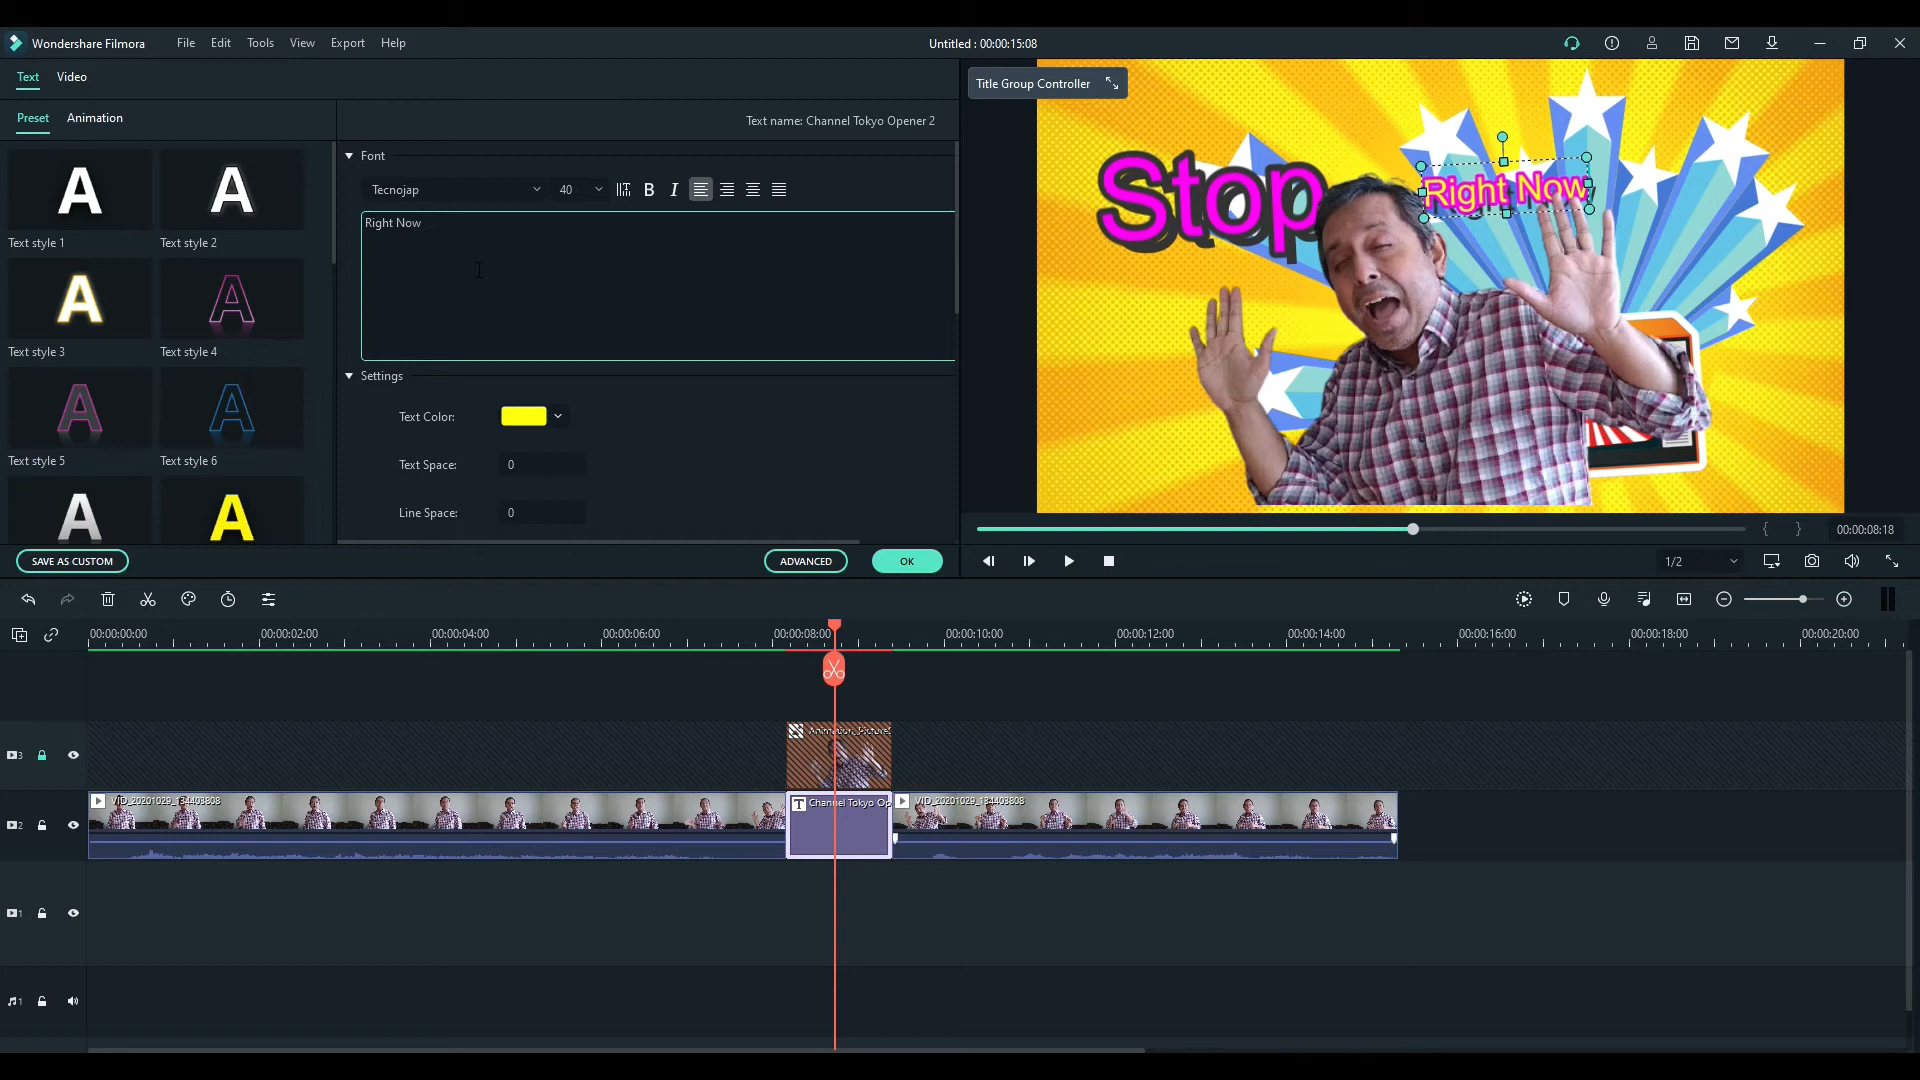 Wondershare Filmora File Edit Tools View Export Help Untitled : 00:00:15:08
Text Video
Title Group Controller
Preset Animation
Text name: Channel Tokyo Opener 2
Font
Tecnojap 40
Right Now
Stop
Right Now
A A
Text style 1 Text style 2
A A
Text style 3 Text style 4
A A
Text style 5 Text style 6
A A
Settings
Text Color:
Text Space: 0
Line Space: 0
00:00:08:18
SAVE AS CUSTOM ADVANCED OK
1/2
00:00:00:00 00:00:02:00 00:00:04:00 00:00:06:00 00:00:08:00 00:00:10:00 00:00:12:00 00:00:14:00 00:00:16:00 00:00:18:00 00:00:20:00
3
2
VID_20201029_134403808
T Channel Tokyo Op
VID_20201029_134403808
1
1